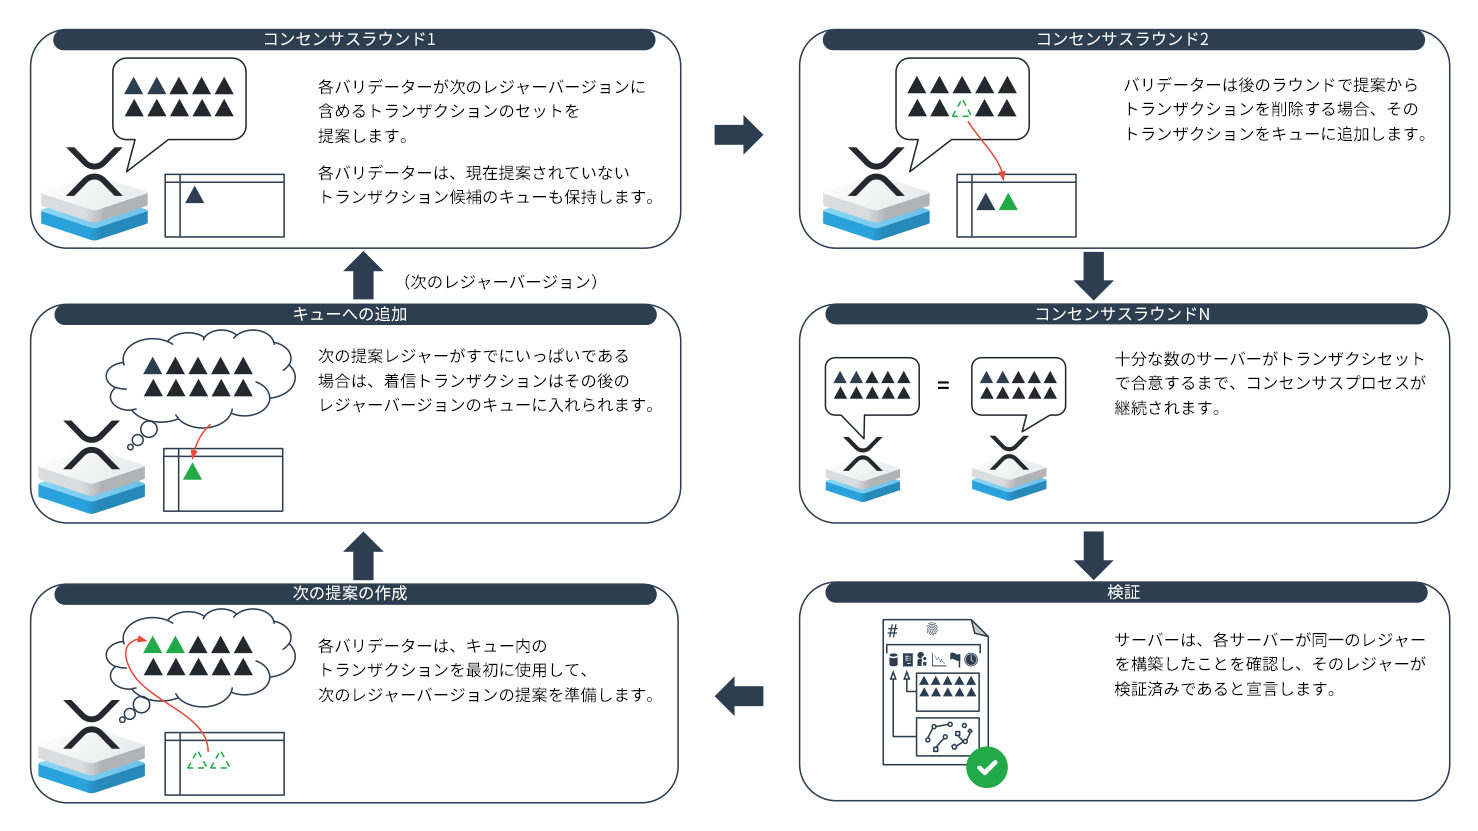 コンセンサスラウンド1
各バリデーターが次のレジャーバージョンに
含めるトランザクションのセットを
提案します。
各バリデーターは、現在提案されていない
トランザクション候補のキューも保持します。
コンセンサスラウンド2
バリデーターは後のラウンドで提案から
トランザクションを削除する場合、その
トランザクションをキューに追加します。
コンセンサスラウンドN
=
十分な数のサーバーがトランザクシセット
で合意するまで、コンセンサスプロセスが
継続されます。
検証
#
サーバーは、各サーバーが同一のレジャー
を構築したことを確認し、そのレジャーが
検証済みであると宣言します。
次の提案の作成
各バリデーターは、キュー内の
トランザクションを最初に使用して、
次のレジャーバージョンの提案を準備します。
キューへの追加
次の提案レジャーがすでにいっぱいである
場合は、着信トランザクションはその後の
レジャーバージョンのキューに入れられます。
（次のレジャーバージョン）